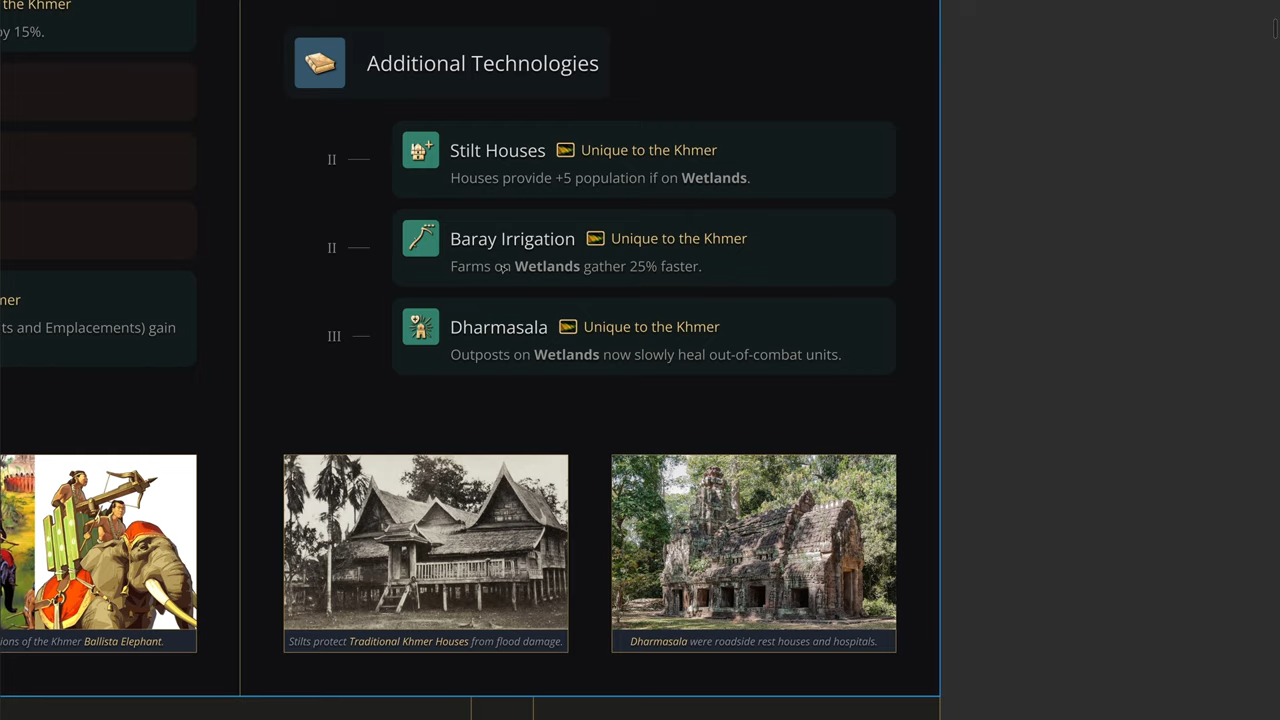 the Khmer
by 15%.
mer
ts and Emplacements) gain
ions of the Khmer Ballista Elephant.
Additional Technologies
II
Stilt Houses Unique to the Khmer
Houses provide +5 population if on Wetlands.
II
Baray Irrigation Unique to the Khmer
Farms on Wetlands gather 25% faster.
III
Dharmasala Unique to the Khmer
Outposts on Wetlands now slowly heal out-of-combat units.
Stilts protect Traditional Khmer Houses from flood damage.
Dharmasala were roadside rest houses and hospitals.